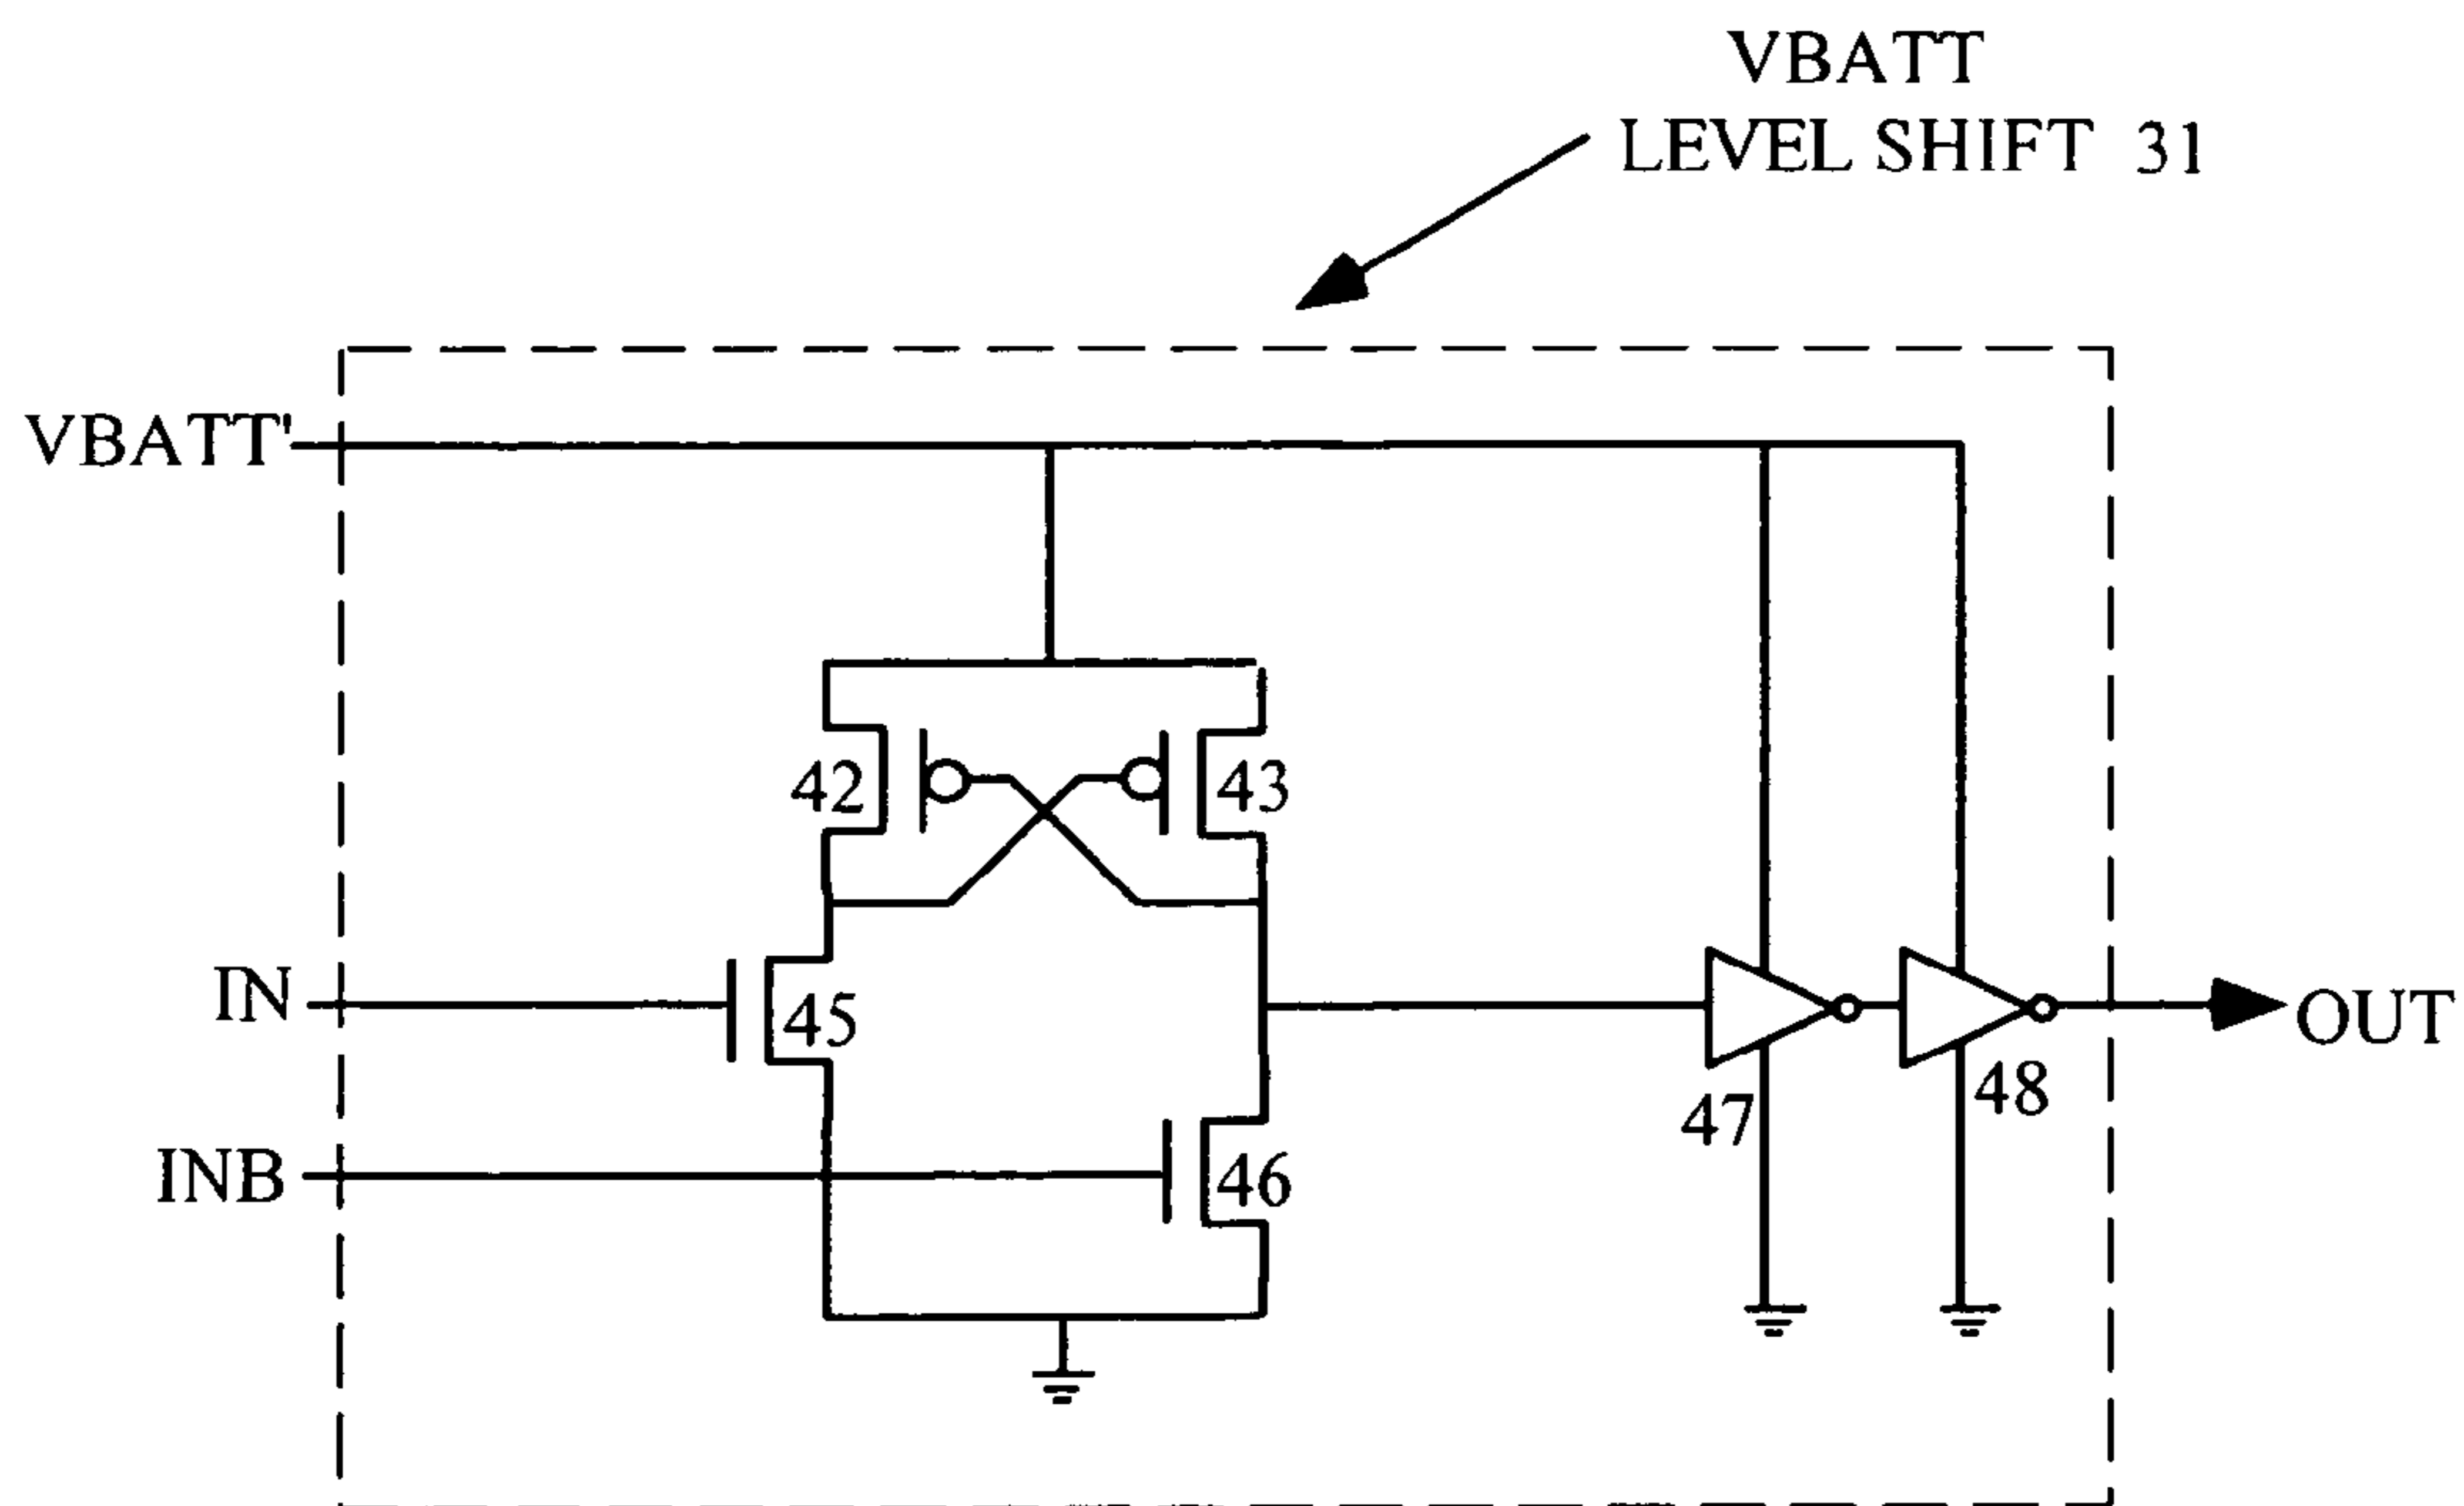 VBATT
LEVEL SHIFT 31
VBATT'
42
43
IN
45
OUT
INB
46
47
48